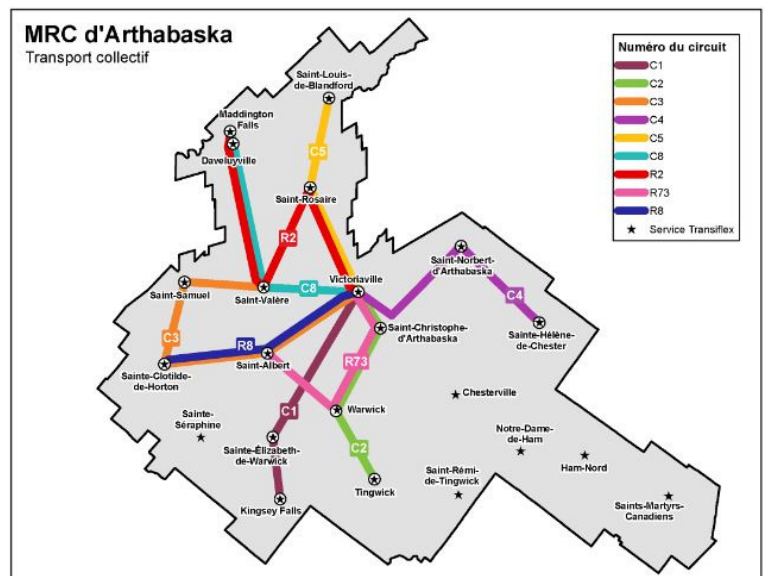 MRC d'Arthabaska
Transport collectif
Numéro du circuit
C1
C2
C3
C4
C5
C8
R2
R73
R8
Service Transiflex
Saint-Louis-
de-Blandford
Maddington
Falls
Daveluyville
C5
Saint-Rosaire
R2
Saint-Norbert-
d'Arthabaska
Victoriaville
Saint-Samuel
Saint-Valère
C8
C4
Saint-Christophe-
d'Arthabaska
Sainte-Hélène-
de-Chester
C3
R8
Saint-Albert
R73
Sainte-Clotilde-
de-Horton
Chesterville
C1
Warwick
Sainte-
Séraphine
Notre-Dame-
de-Ham
Sainte-Élizabeth-
de-Warwick
C2
Ham-Nord
Tingwick
Saint-Rémi-
de-Tingwick
Kingsey Falls
Saints-Martyrs-
Canadiens